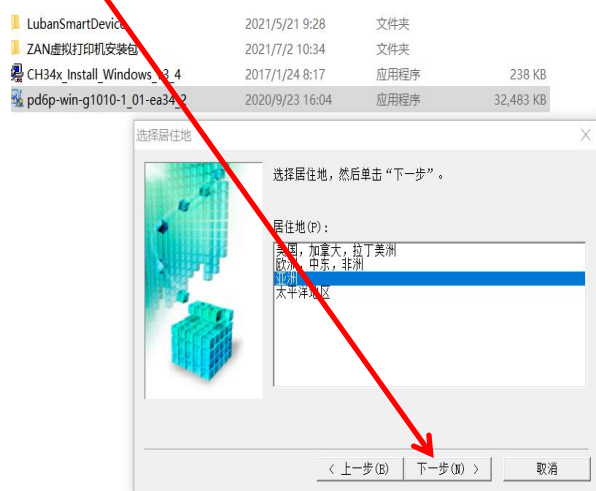 LubanSmartDevice 2021/5/21 9:28 文件夹
ZAN虚拟打印机安装包 2021/7/2 10:34 文件夹
CH34x_Install_Windows_v3_4 2017/1/24 8:17 应用程序 238 KB
pd6p-win-g1010-1_01-ea34_2 2020/9/23 16:04 应用程序 32,483 KB
选择居住地
选择居住地，然后单击“下一步”。
居住地(P)：
美国，加拿大，拉丁美洲
欧洲，中东，非洲
亚洲
太平洋地区
< 上一步(B) 下一步(N) > 取消